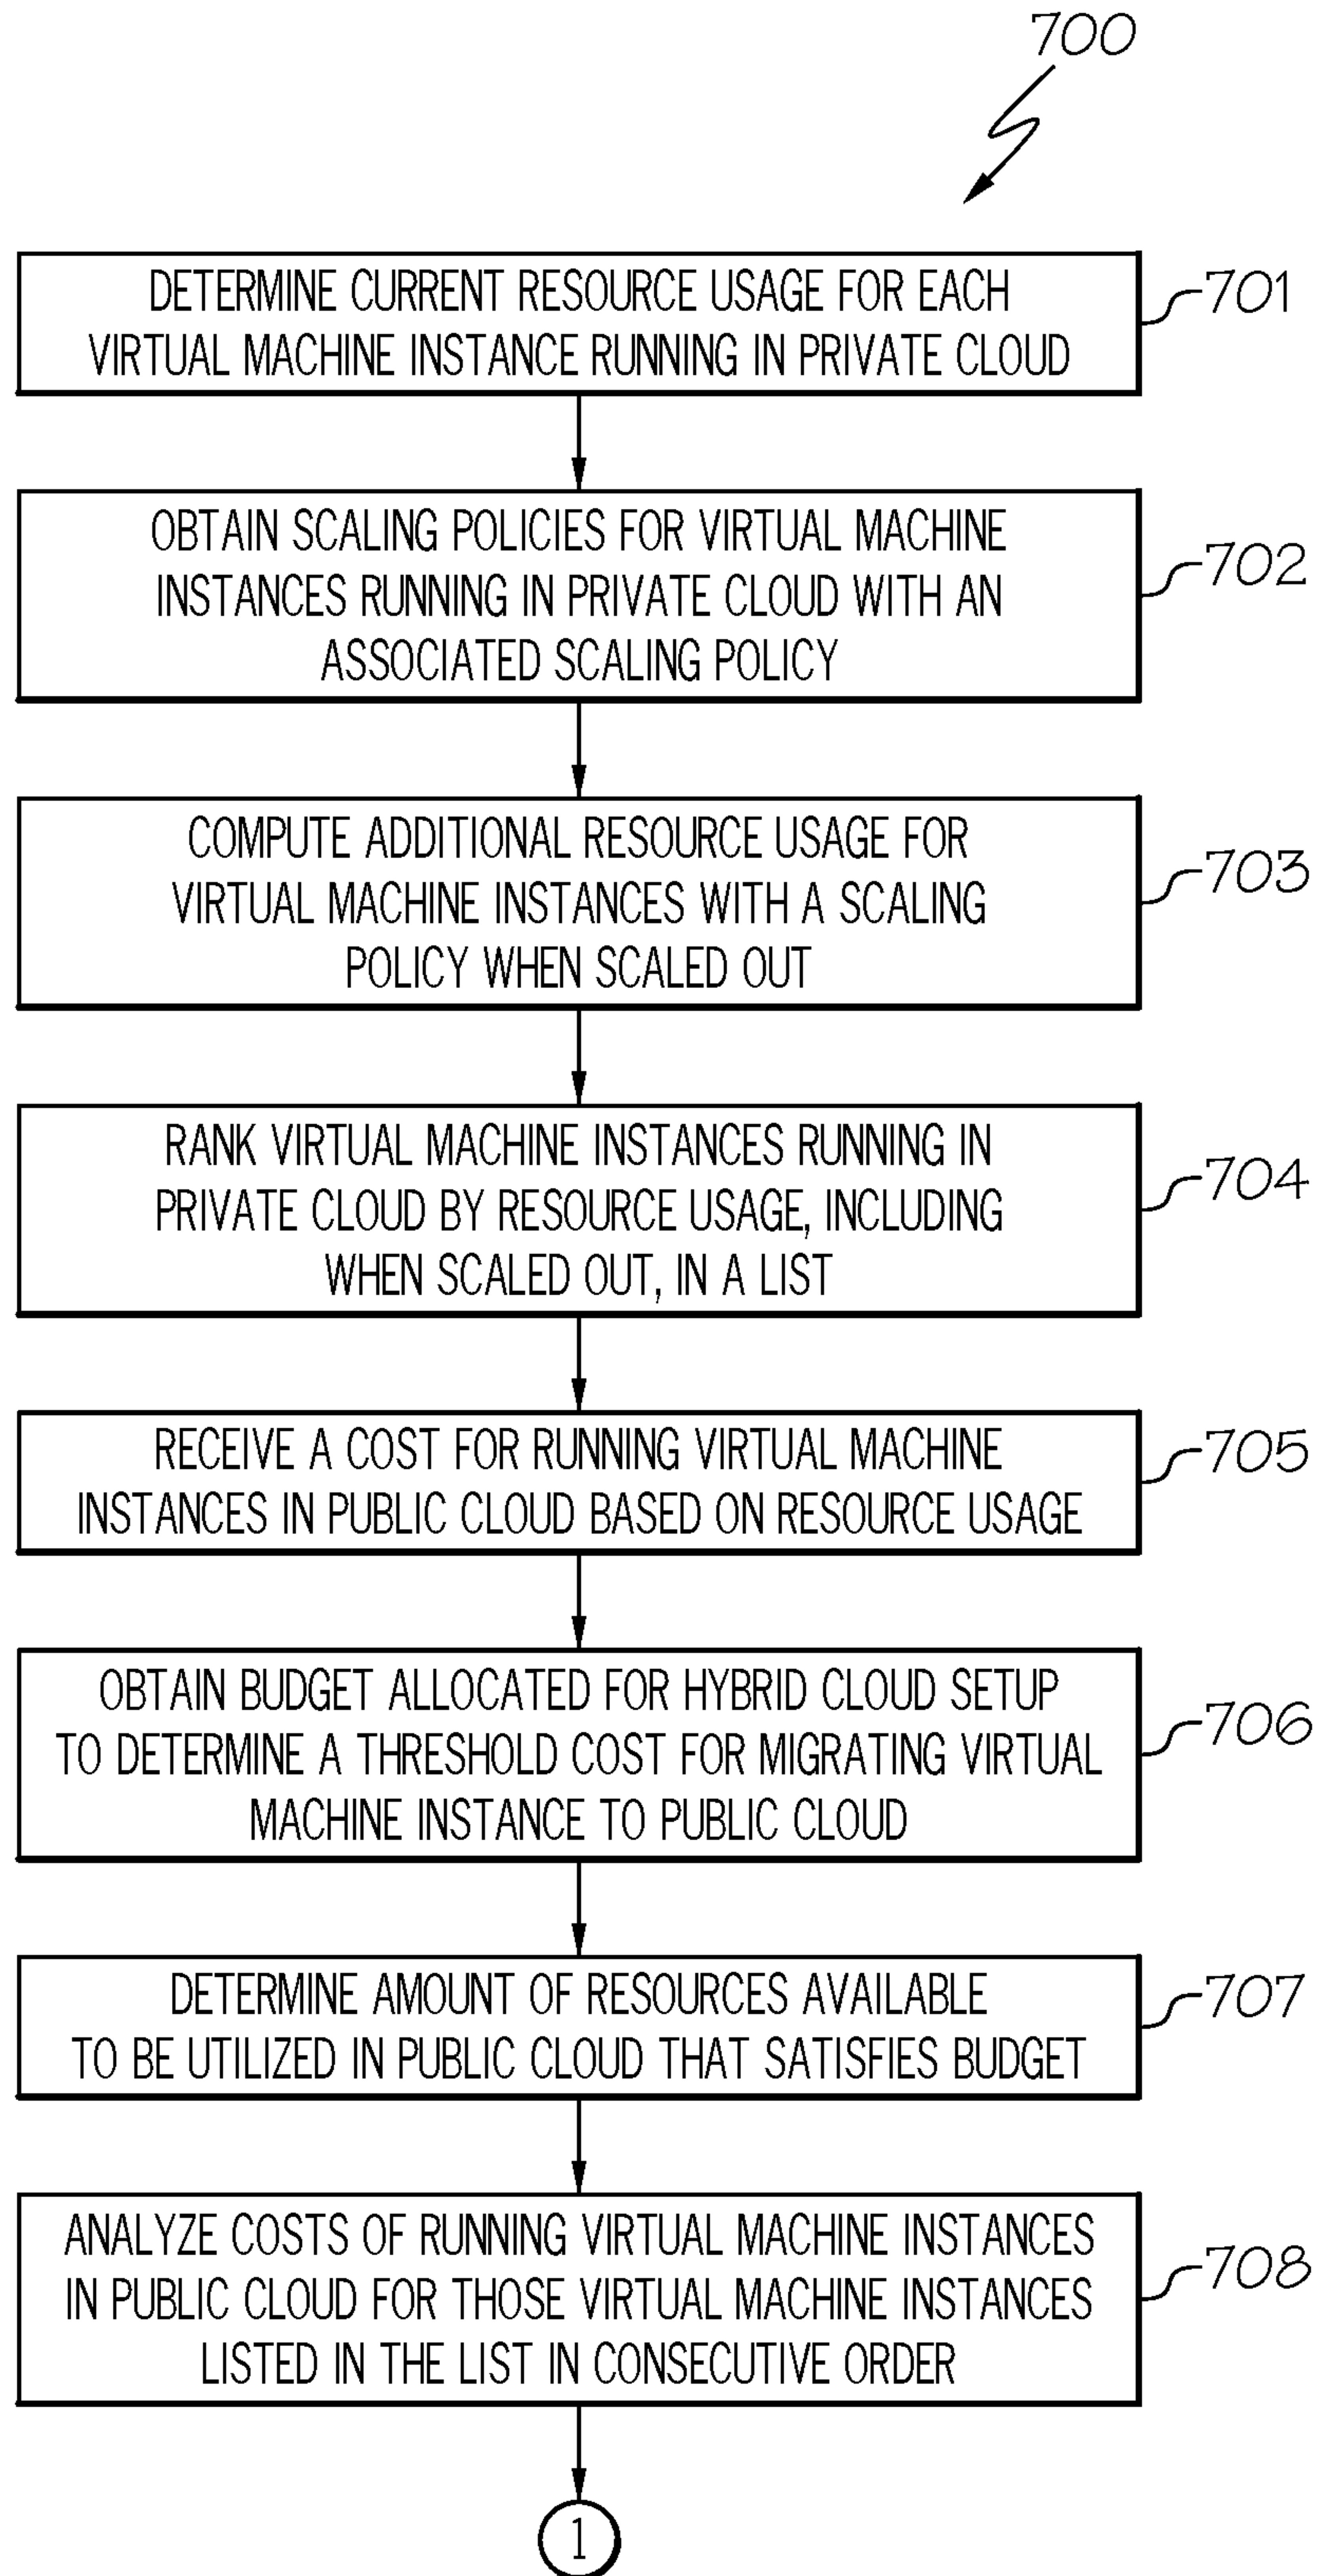 700
DETERMINE CURRENT RESOURCE USAGE FOR EACH
VIRTUAL MACHINE INSTANCE RUNNING IN PRIVATE CLOUD
701
OBTAIN SCALING POLICIES FOR VIRTUAL MACHINE
INSTANCES RUNNING IN PRIVATE CLOUD WITH AN
ASSOCIATED SCALING POLICY
702
COMPUTE ADDITIONAL RESOURCE USAGE FOR
VIRTUAL MACHINE INSTANCES WITH A SCALING
POLICY WHEN SCALED OUT
703
RANK VIRTUAL MACHINE INSTANCES RUNNING IN
PRIVATE CLOUD BY RESOURCE USAGE, INCLUDING
WHEN SCALED OUT, IN A LIST
704
RECEIVE A COST FOR RUNNING VIRTUAL MACHINE
INSTANCES IN PUBLIC CLOUD BASED ON RESOURCE USAGE
705
OBTAIN BUDGET ALLOCATED FOR HYBRID CLOUD SETUP
TO DETERMINE A THRESHOLD COST FOR MIGRATING VIRTUAL
MACHINE INSTANCE TO PUBLIC CLOUD
706
DETERMINE AMOUNT OF RESOURCES AVAILABLE
TO BE UTILIZED IN PUBLIC CLOUD THAT SATISFIES BUDGET
707
ANALYZE COSTS OF RUNNING VIRTUAL MACHINE INSTANCES
IN PUBLIC CLOUD FOR THOSE VIRTUAL MACHINE INSTANCES
LISTED IN THE LIST IN CONSECUTIVE ORDER
708
1